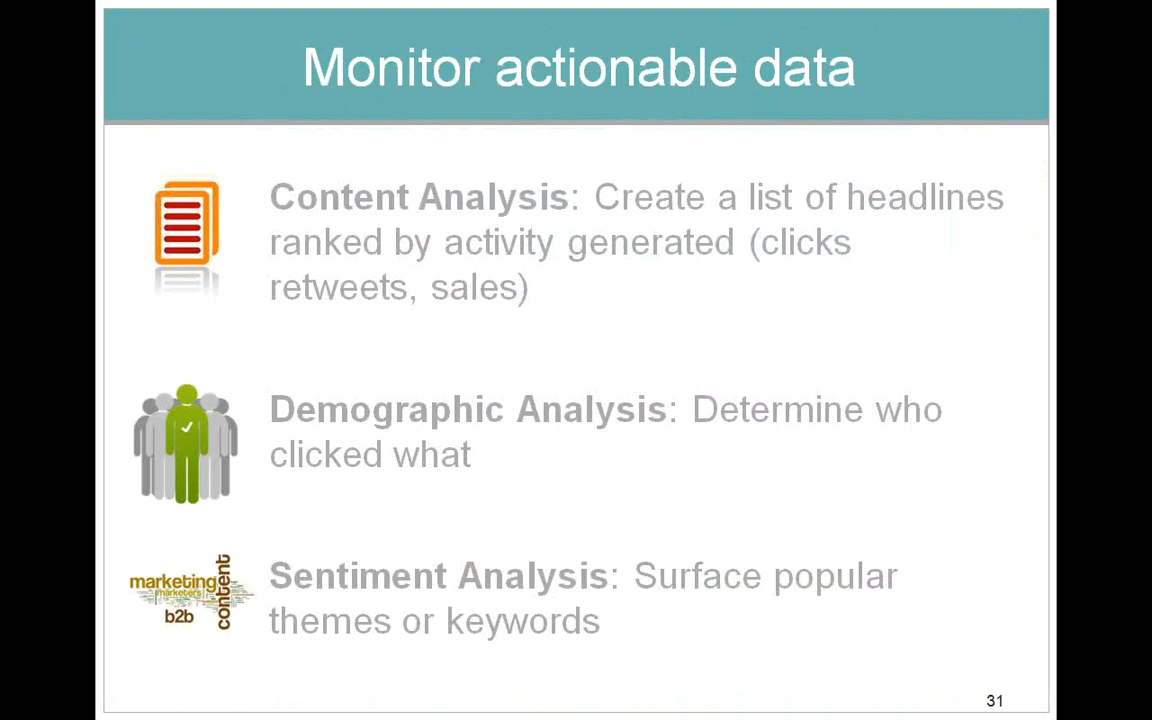 Monitor actionable data
Content Analysis: Create a list of headlines
ranked by activity generated (clicks
retweets, sales)
Demographic Analysis: Determine who
clicked what
marketing
marketers
b2b
content
Sentiment Analysis: Surface popular
themes or keywords
31